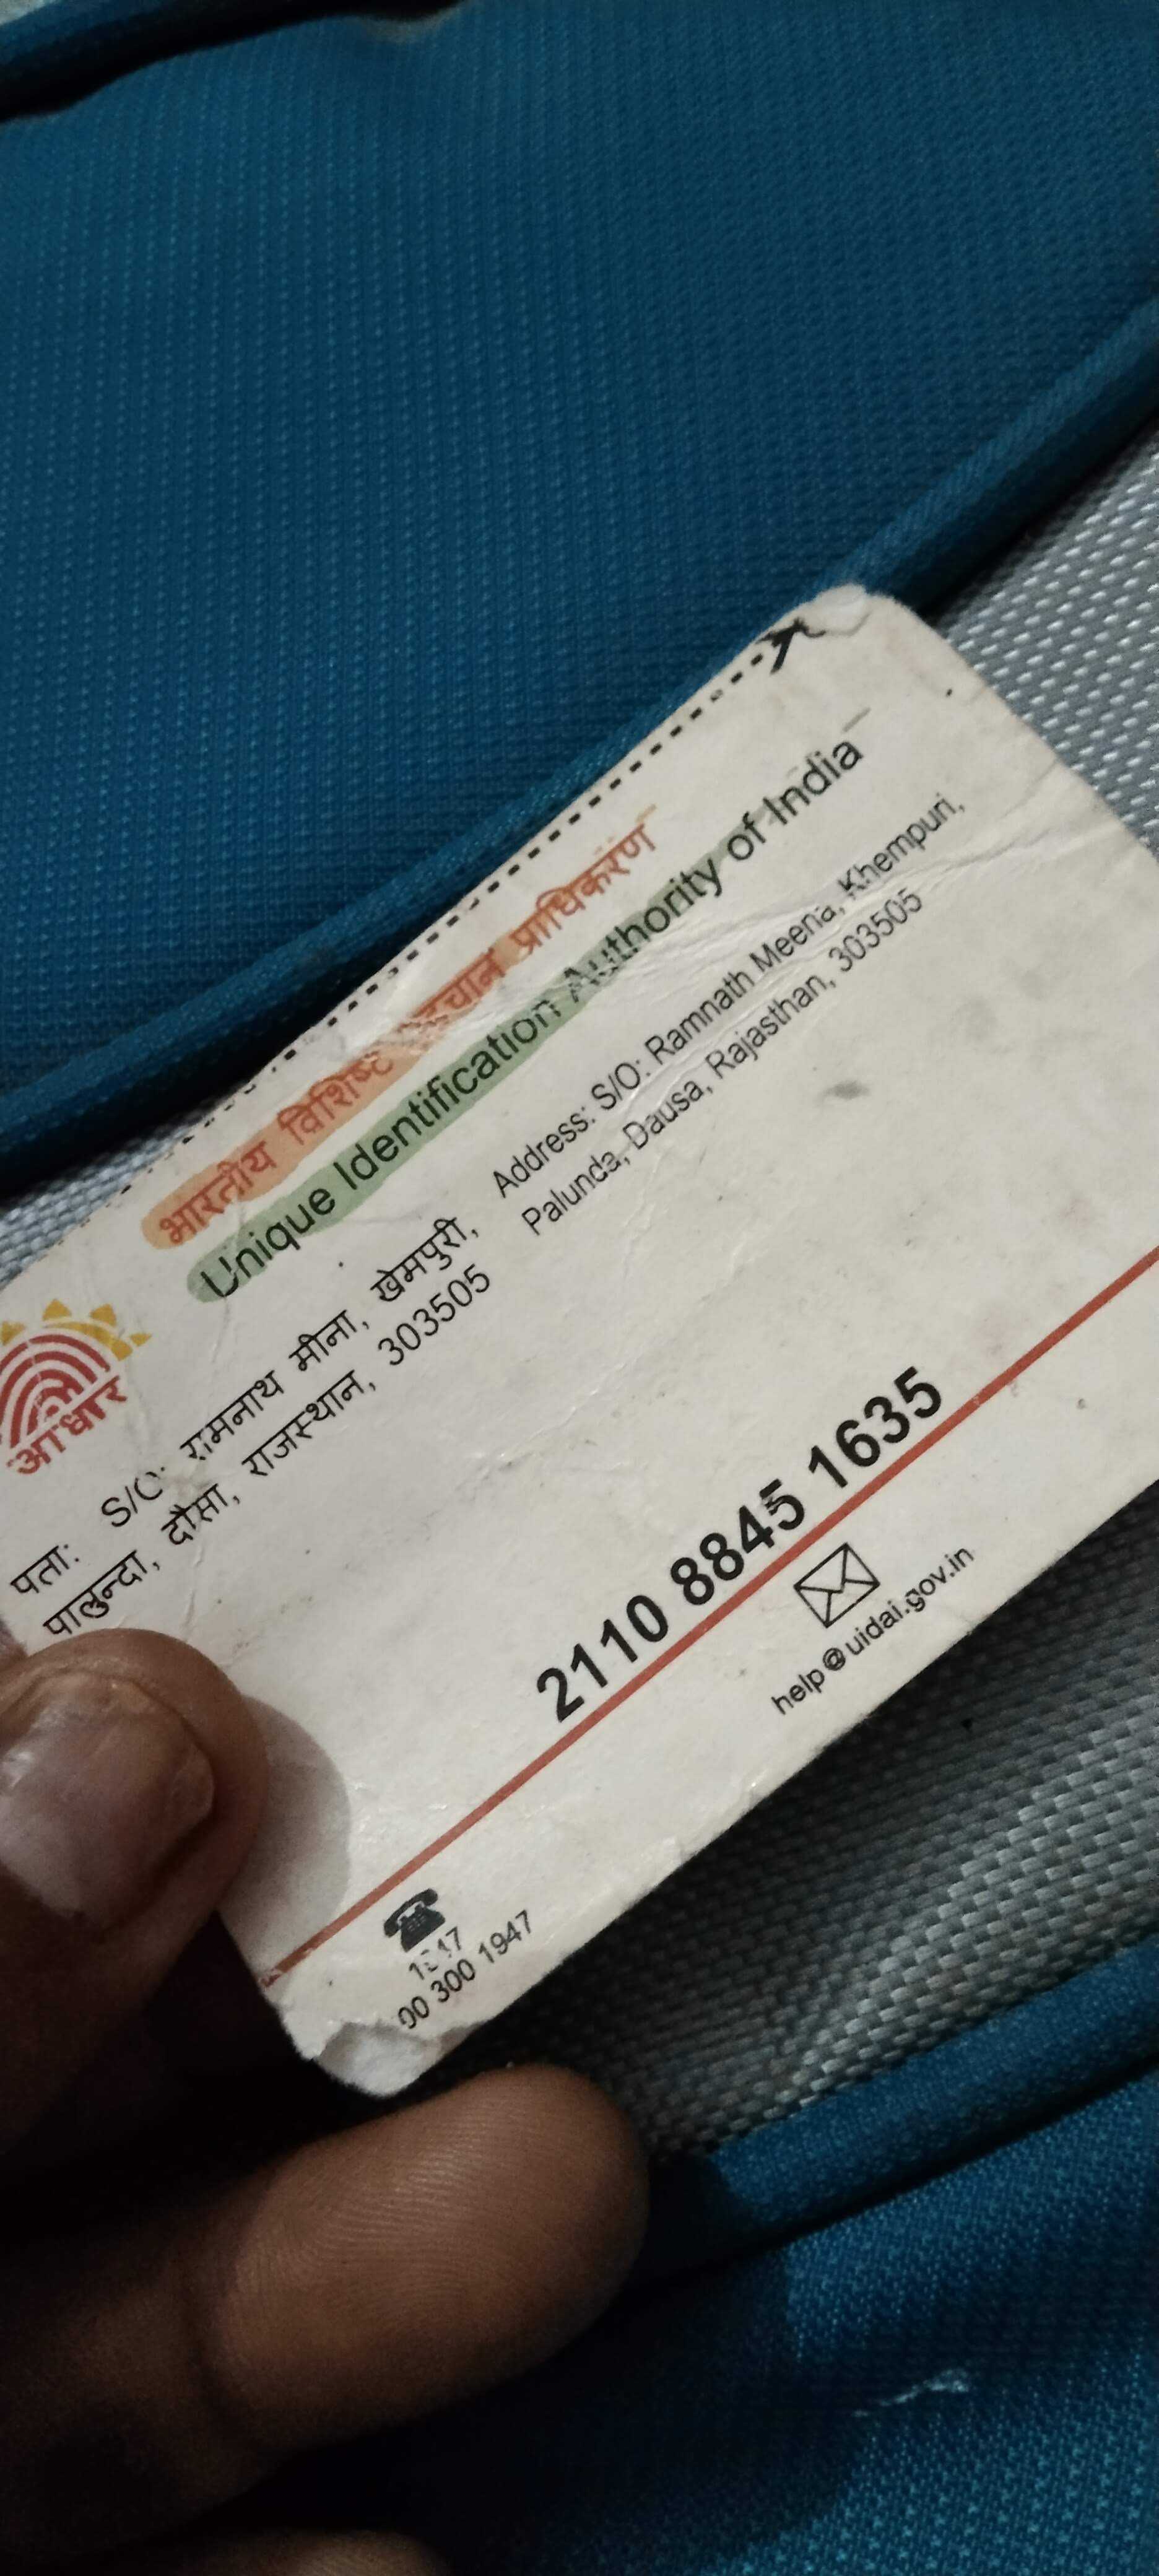 भारतीय विशिष्ट पहचान प्राधिकरण
Unique Identification Authority of India
आधार
पता: S/O: रामनाथ मीना, खेमपुरी,
पालुन्दा, दौसा, राजस्थान, 303505
Address: S/O: Ramnath Meena, Khempuri,
Palunda, Dausa, Rajasthan, 303505
2110 8845 1635
1947
00 300 1947
help@uidai.gov.in